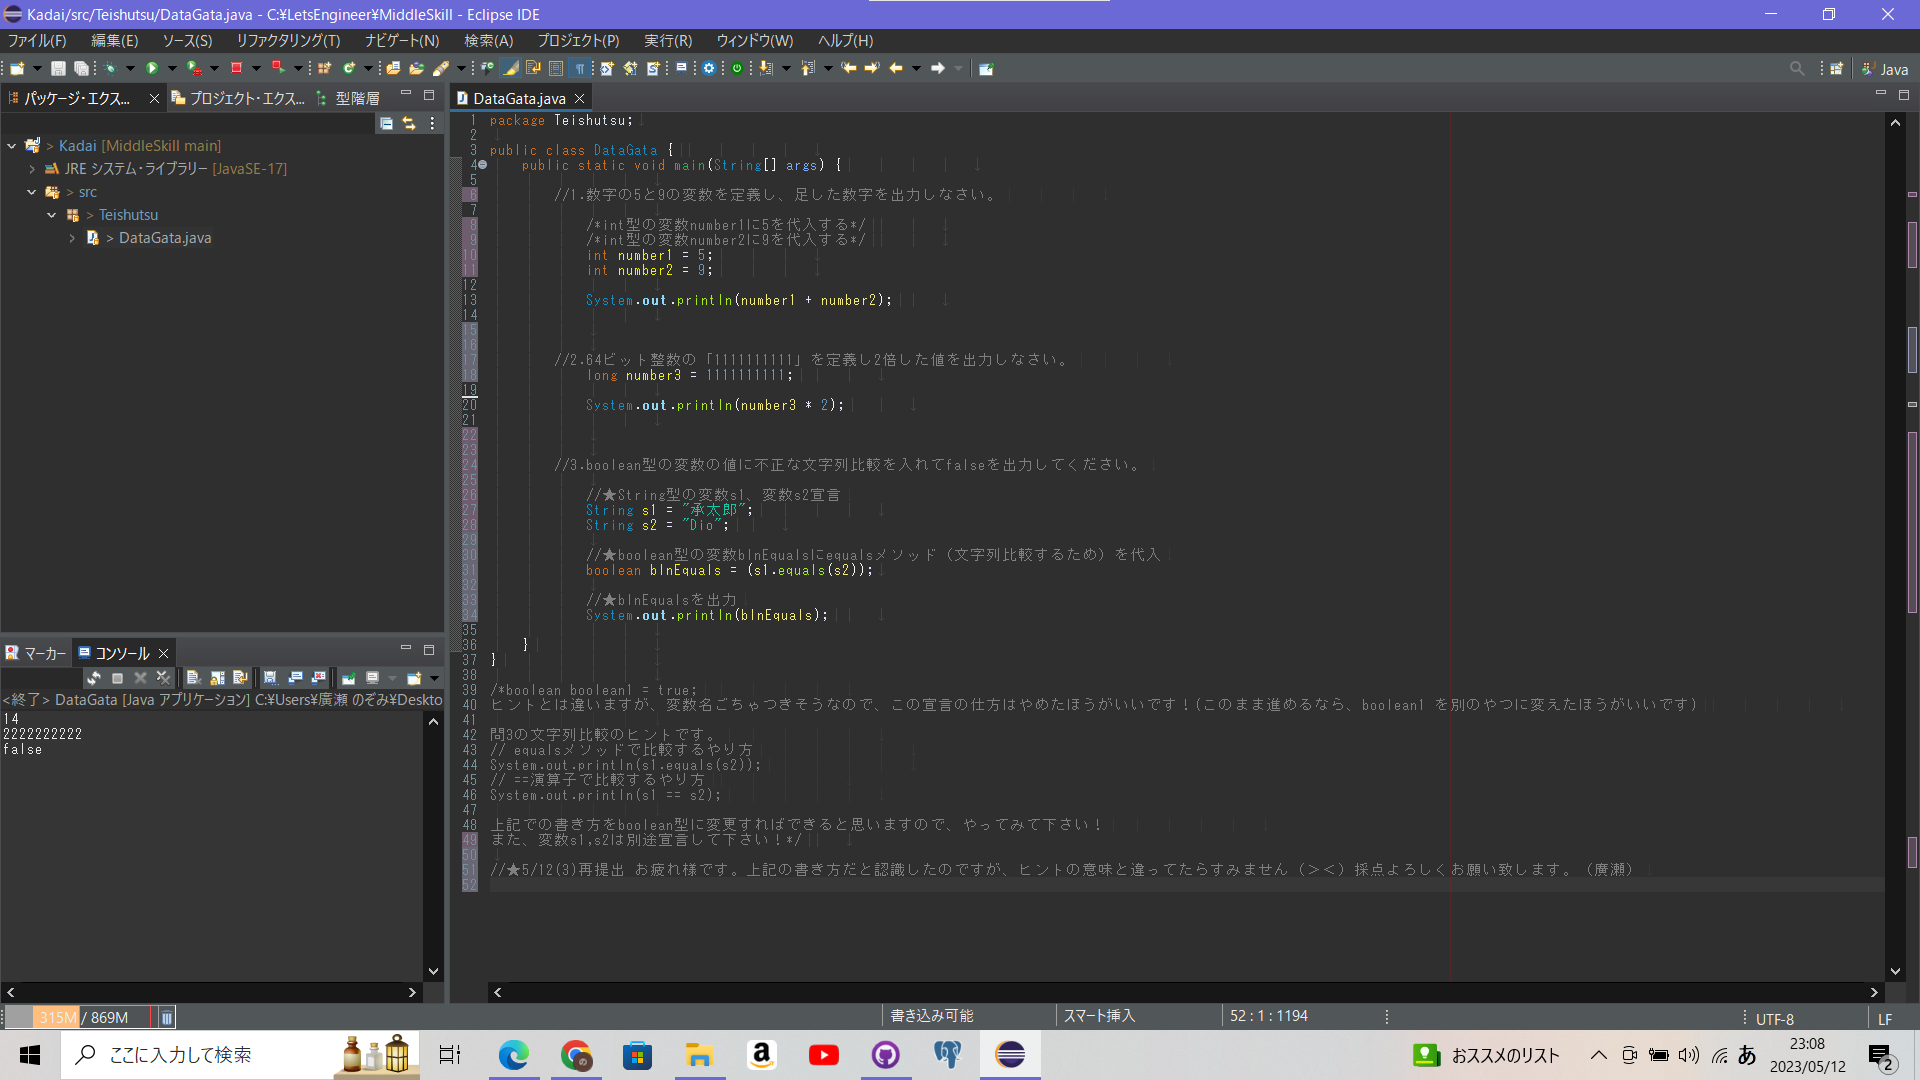 Kadai/src/Teishutsu/DataGata.java - C:¥LetsEngineer¥MiddleSkill - Eclipse IDE
ファイル(F) 編集(E) ソース(S) リファクタリング(T) ナビゲート(N) 検索(A) プロジェクト(P) 実行(R) ウィンドウ(W) ヘルプ(H)
Java
パッケージ・エクス... プロジェクト・エクス... 型階層
> Kadai [MiddleSkill main]
JRE システム・ライブラリー [JavaSE-17]
> src
> Teishutsu
> DataGata.java
マーカー コンソール
<終了> DataGata [Java アプリケーション] C:¥Users¥廣瀬 のぞみ¥Deskto
14
2222222222
false
DataGata.java
1 package Teishutsu;
2
3 public class DataGata {
4 public static void main(String[] args) {
5
6 //1.数字の5と9の変数を定義し、足した数字を出力しなさい。
7
8 /*int型の変数number1に5を代入する*/
9 /*int型の変数number2に9を代入する*/
10 int number1 = 5;
11 int number2 = 9;
12
13 System.out.println(number1 + number2);
14
15
16
17 //2.64ビット整数の「1111111111」を定義し2倍した値を出力しなさい。
18 long number3 = 1111111111;
19
20 System.out.println(number3 * 2);
21
22
23
24 //3.boolean型の変数の値に不正な文字列比較を入れてfalseを出力してください。
25
26 //★String型の変数s1、変数s2宣言
27 String s1 = "承太郎";
28 String s2 = "Dio";
29
30 //★boolean型の変数blnEqualsにequalsメソッド（文字列比較するため）を代入
31 boolean blnEquals = (s1.equals(s2));
32
33 //★blnEqualsを出力
34 System.out.println(blnEquals);
35
36 }
37 }
38
39 /*boolean boolean1 = true;
40 ヒントとは違いますが、変数名ごちゃつきそうなので、この宣言の仕方はやめたほうがいいです！(このまま進めるなら、boolean1 を別のやつに変えたほうがいいです)
41
42 問3の文字列比較のヒントです。
43 // equalsメソッドで比較するやり方
44 System.out.println(s1.equals(s2));
45 // ==演算子で比較するやり方
46 System.out.println(s1 == s2);
47
48 上記での書き方をboolean型に変更すればできると思いますので、やってみて下さい！
49 また、変数s1,s2は別途宣言して下さい！*/
50
51 //★5/12(3)再提出 お疲れ様です。上記の書き方だと認識したのですが、ヒントの意味と違ってたらすみません（＞＜）採点よろしくお願い致します。（廣瀬）
52
315M / 869M
書き込み可能 スマート挿入 52 : 1 : 1194 UTF-8 LF
ここに入力して検索
おススメのリスト
あ
23:08
2023/05/12
2